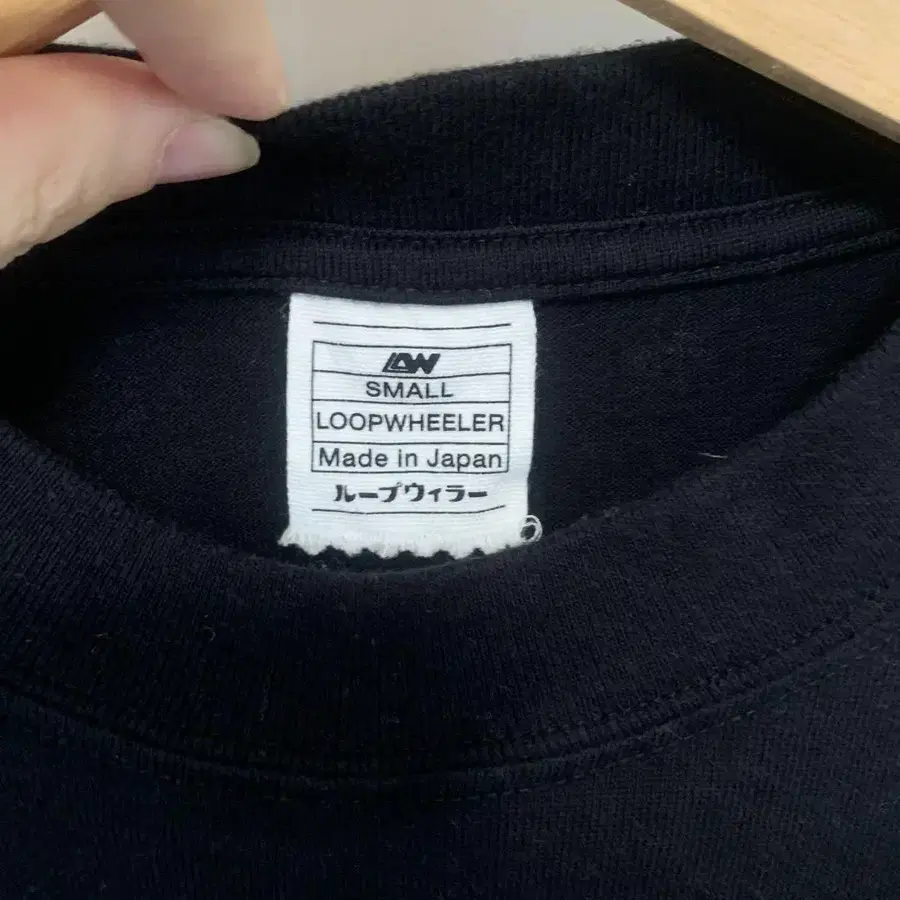 LW
SMALL
LOOPWHEELER
Made in Japan
ループウィラー